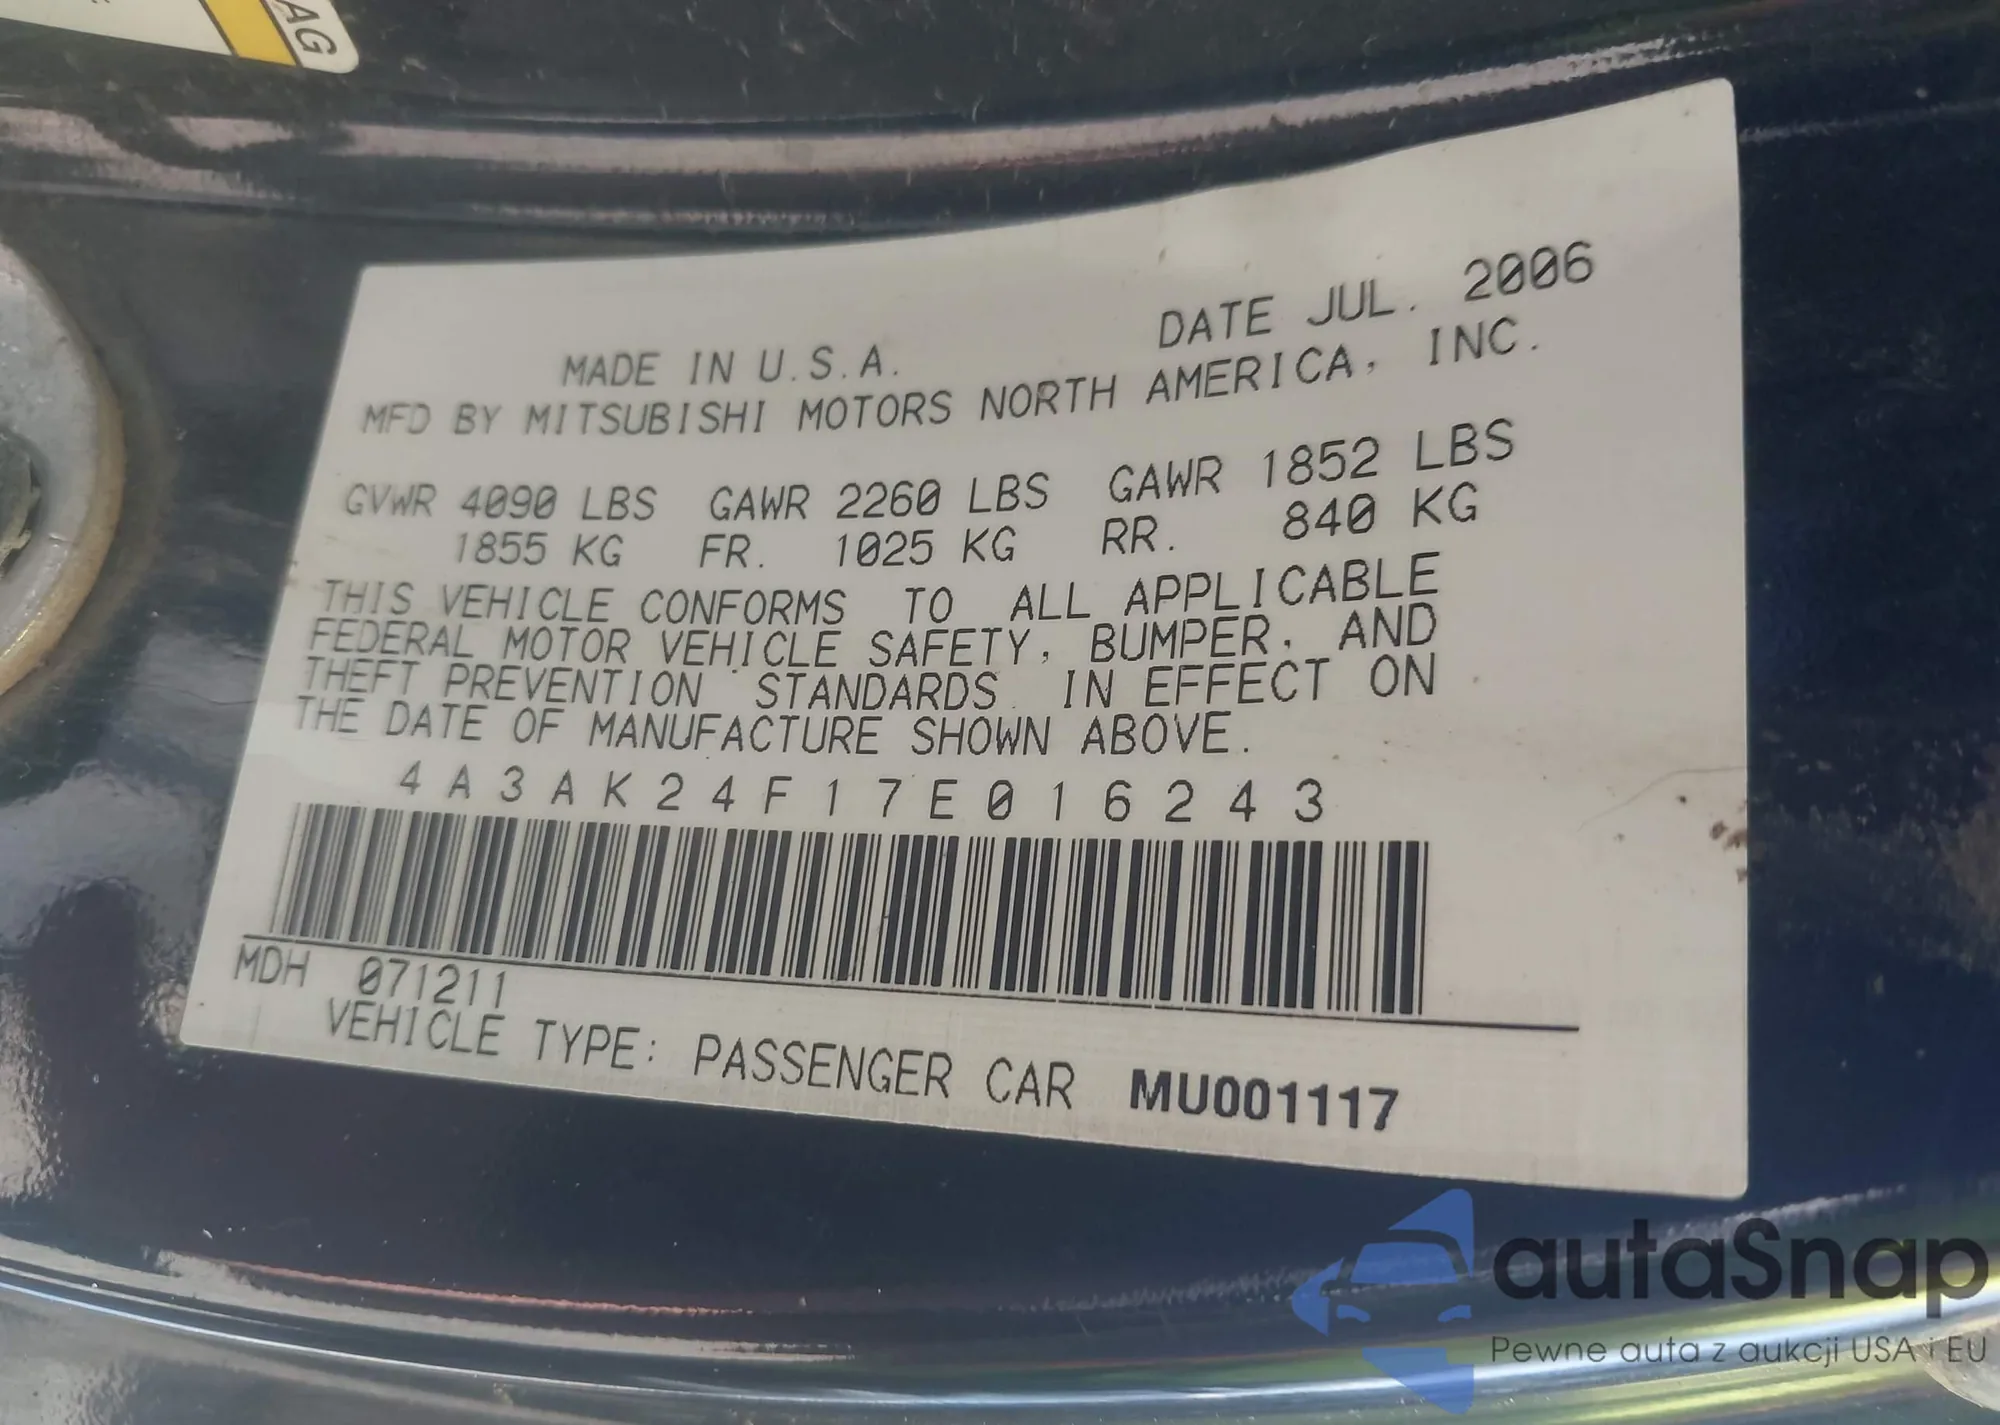 AG
DATE JUL. 2006
MADE IN U.S.A.
MFD BY MITSUBISHI MOTORS NORTH AMERICA, INC.
GVWR 4090 LBS GAWR 2260 LBS GAWR 1852 LBS
1855 KG FR. 1025 KG RR. 840 KG
THIS VEHICLE CONFORMS TO ALL APPLICABLE
FEDERAL MOTOR VEHICLE SAFETY, BUMPER, AND
THEFT PREVENTION STANDARDS IN EFFECT ON
THE DATE OF MANUFACTURE SHOWN ABOVE.
4A3AK24F17E016243
MDH 071211
VEHICLE TYPE: PASSENGER CAR MU001117
autaSnap
Pewne auta z aukcji USA i EU